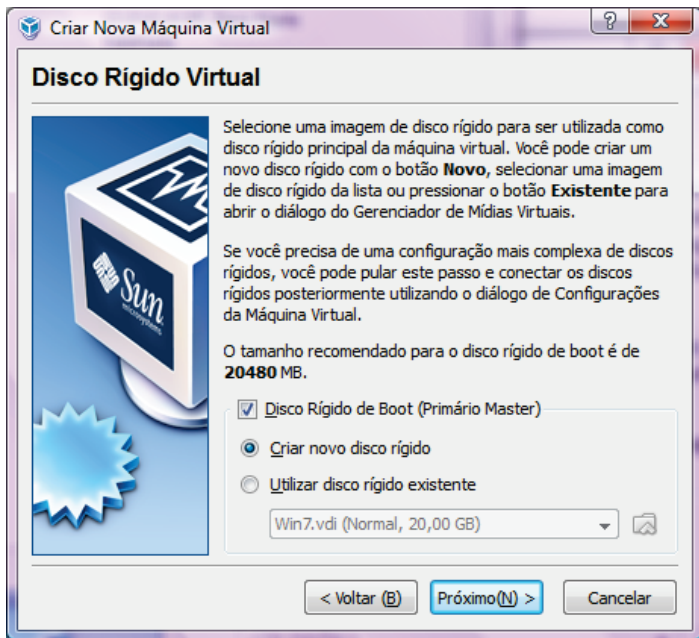 Criar Nova Máquina Virtual
Disco Rígido Virtual
Selecione uma imagem de disco rígido para ser utilizada como
disco rígido principal da máquina virtual. Você pode criar um
novo disco rígido com o botão Novo, selecionar uma imagem
de disco rígido da lista ou pressionar o botão Existente para
abrir o diálogo do Gerenciador de Mídias Virtuais.
Se você precisa de uma configuração mais complexa de discos
rígidos, você pode pular este passo e conectar os discos
rígidos posteriormente utilizando o diálogo de Configurações
da Máquina Virtual.
O tamanho recomendado para o disco rígido de boot é de
20480 MB.
Sun
microsystems
Disco Rígido de Boot (Primário Master)
Criar novo disco rígido
Utilizar disco rígido existente
Win7.vdi (Normal, 20,00 GB)
< Voltar (B) Próximo(N) > Cancelar